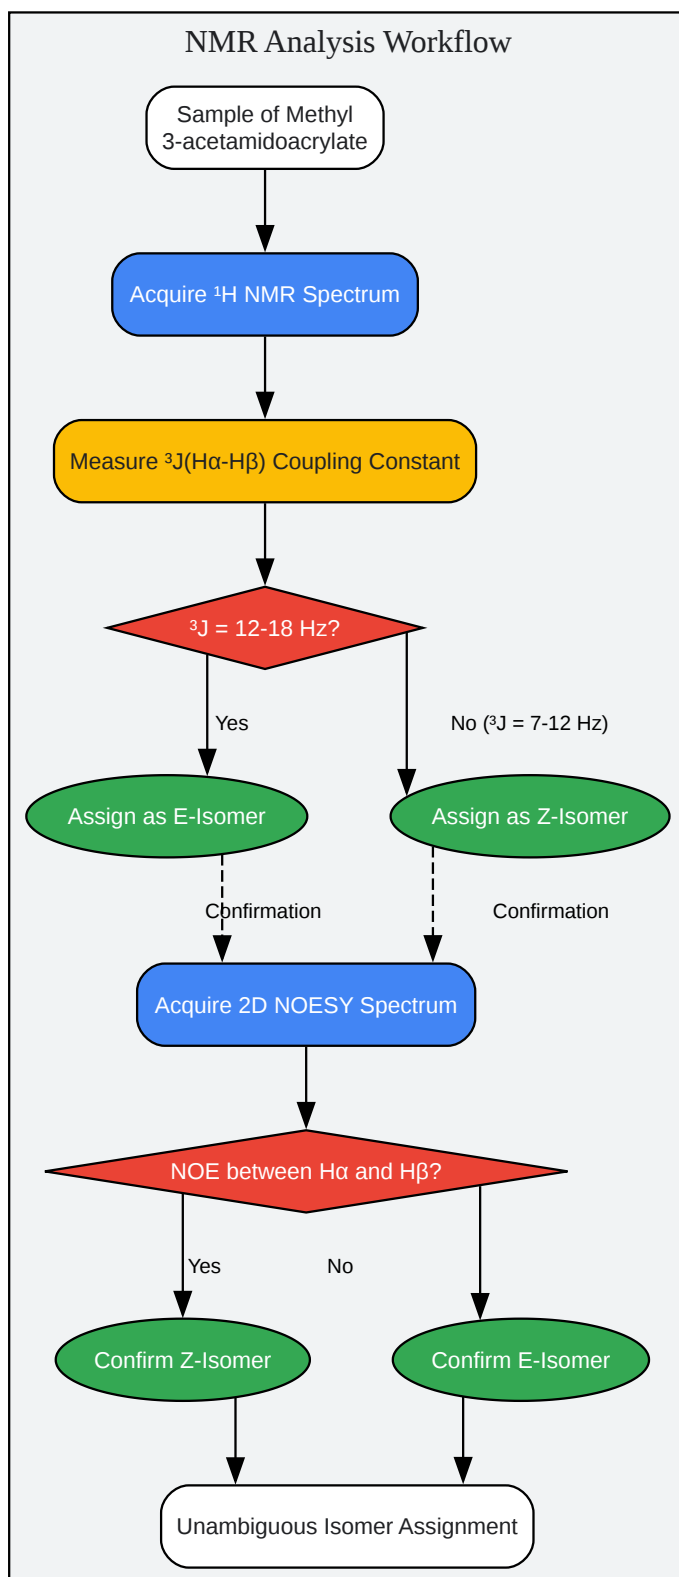 NMR Analysis Workflow
Sample of Methyl
3-acetamidoacrylate
Acquire ¹H NMR Spectrum
Measure ³J(Hα-Hβ) Coupling Constant
³J = 12-18 Hz?
Yes
No (³J = 7-12 Hz)
Assign as E-Isomer
Assign as Z-Isomer
Confirmation
Confirmation
Acquire 2D NOESY Spectrum
NOE between Hα and Hβ?
Yes
No
Confirm Z-Isomer
Confirm E-Isomer
Unambiguous Isomer Assignment